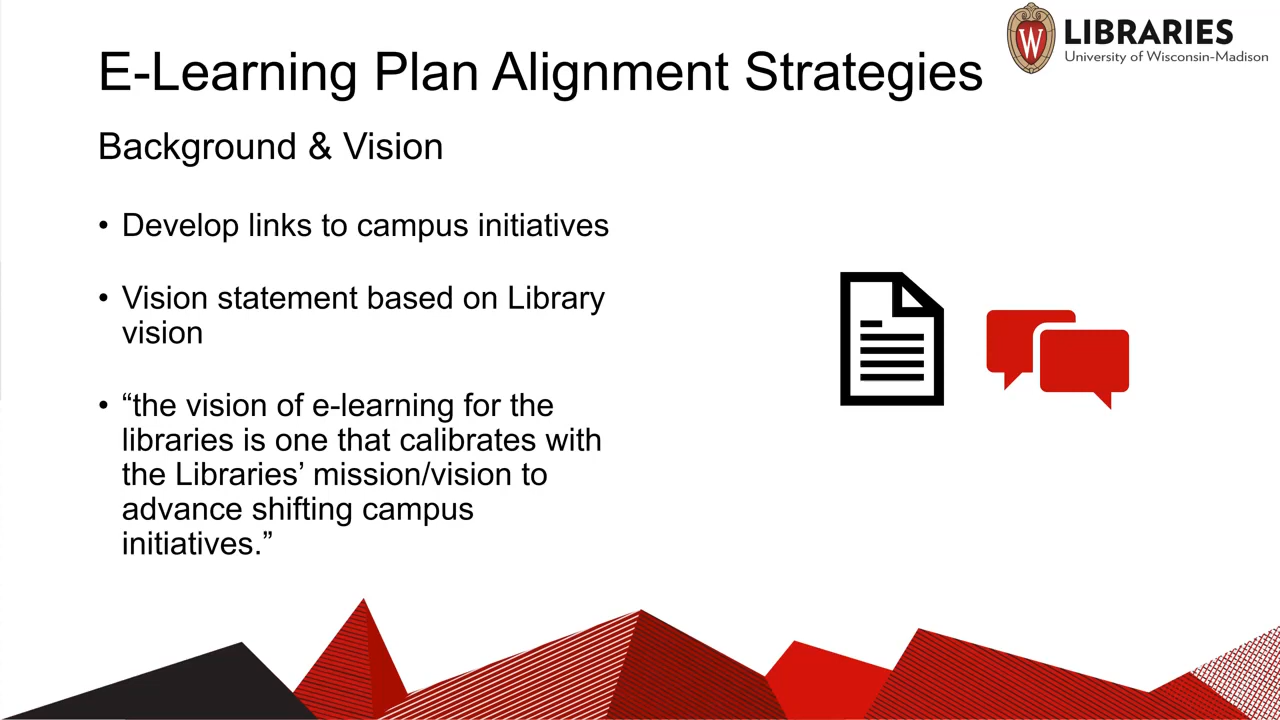 LIBRARIES
University of Wisconsin-Madison
W
E-Learning Plan Alignment Strategies
Background & Vision
• Develop links to campus initiatives
• Vision statement based on Library
vision
• “the vision of e-learning for the
libraries is one that calibrates with
the Libraries’ mission/vision to
advance shifting campus
initiatives.”